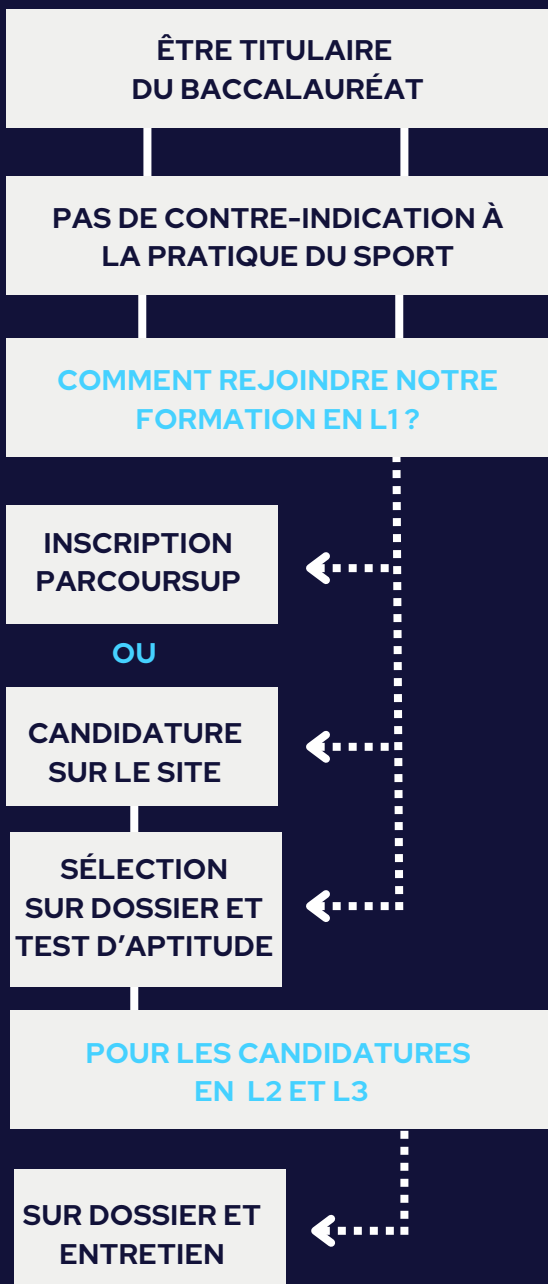 ÊTRE TITULAIRE
DU BACCALAURÉAT
PAS DE CONTRE-INDICATION À
LA PRATIQUE DU SPORT
COMMENT REJOINDRE NOTRE
FORMATION EN L1 ?
INSCRIPTION
PARCOURSUP
OU
CANDIDATURE
SUR LE SITE
SÉLECTION
SUR DOSSIER ET
TEST D'APTITUDE
POUR LES CANDIDATURES
EN L2 ET L3
SUR DOSSIER ET
ENTRETIEN